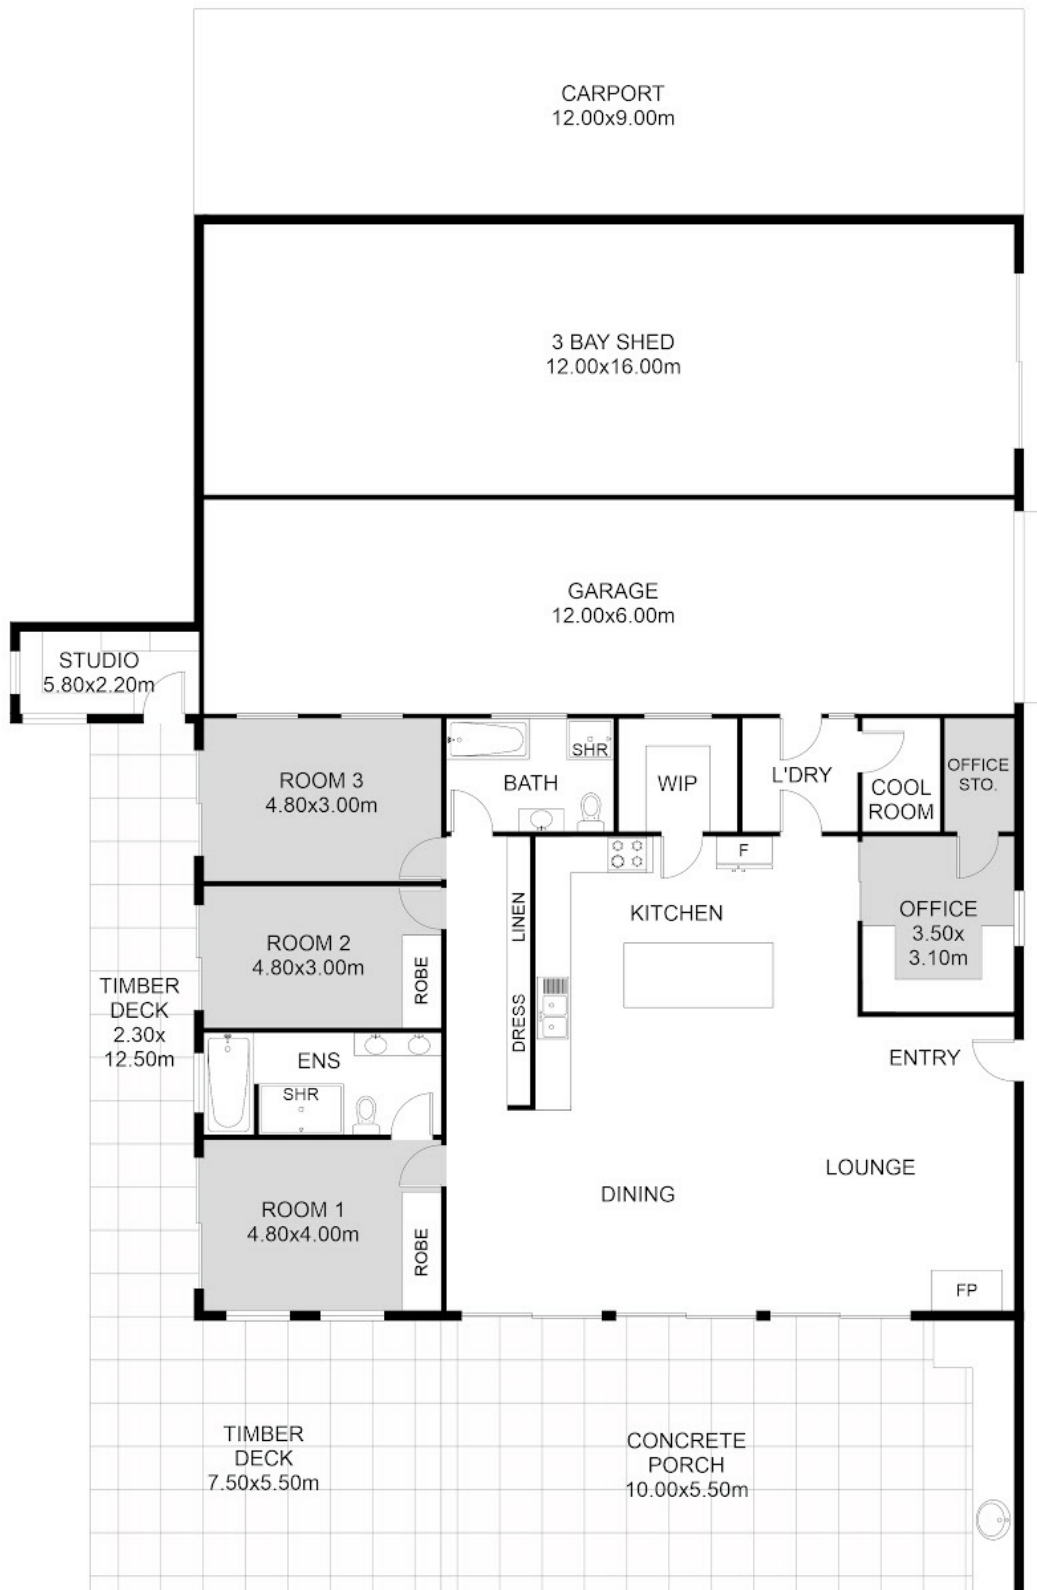 CARPORT
12.00x9.00m
3 BAY SHED
12.00x16.00m
GARAGE
12.00x6.00m
STUDIO
5.80x2.20m
ROOM 3
4.80x3.00m
BATH
SHR
WIP
L'DRY
COOL
ROOM
OFFICE
STO.
F
KITCHEN
LINEN
DRESS
OFFICE
3.50x
3.10m
ROOM 2
4.80x3.00m
ROBE
TIMBER
DECK
2.30x
12.50m
ENS
SHR
ENTRY
LOUNGE
DINING
ROOM 1
4.80x4.00m
ROBE
FP
TIMBER
DECK
7.50x5.50m
CONCRETE
PORCH
10.00x5.50m